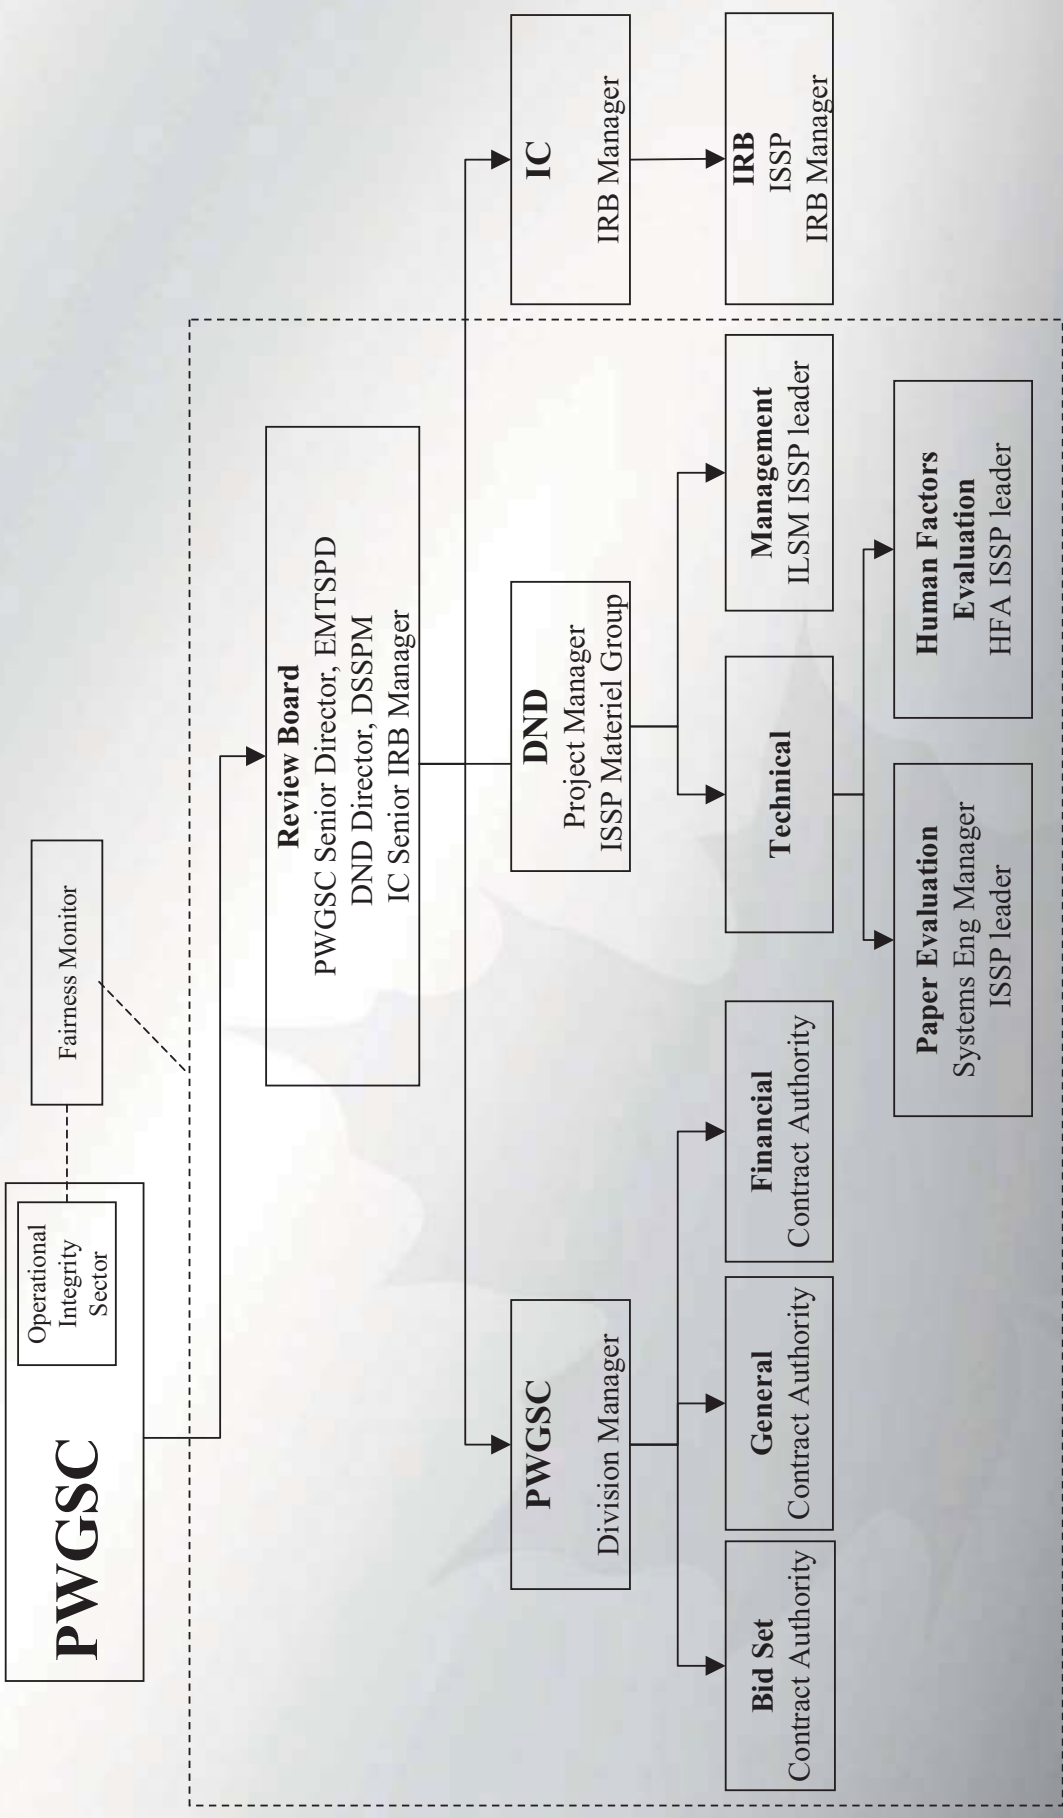 PWGSC
Operational
Integrity
Sector
Fairness Monitor
Review Board
PWGSC Senior Director, EMTSPD
DND Director, DSSPM
IC Senior IRB Manager
PWGSC
Division Manager
DND
Project Manager
ISSP Materiel Group
IC
IRB Manager
Bid Set
Contract Authority
General
Contract Authority
Financial
Contract Authority
Technical
Management
ILSM ISSP leader
IRB
ISSP
IRB Manager
Paper Evaluation
Systems Eng Manager
ISSP leader
Human Factors
Evaluation
HFA ISSP leader